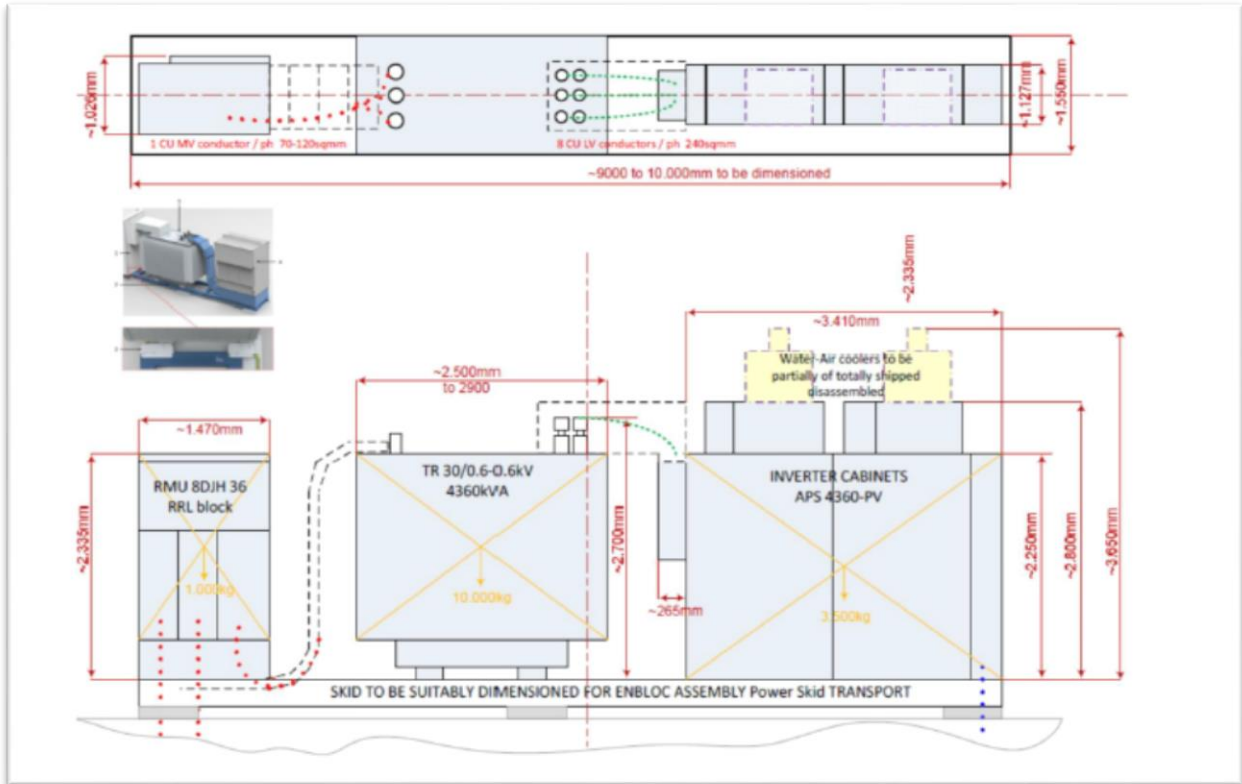 ~1.026mm
1 CU MV conductor / ph 70-120sqmm
8 CU LV conductors / ph 240sqmm
~1.127mm
~1.550mm
~9000 to 10.000mm to be dimensioned
~2.335mm
~3.410mm
Water-Air coolers to be
partially of totally shipped
disassembled
~2.500mm
to 2900
~1.470mm
RMU 8DJH 36
RRL block
TR 30/0.6-0.6kV
4360kVA
INVERTER CABINETS
APS 4360-PV
~2.335mm
1.000kg
10.000kg
~2.700mm
~265mm
3.500kg
~2.250mm
~2.800mm
~3.650mm
SKID TO BE SUITABLY DIMENSIONED FOR ENBLOC ASSEMBLY Power Skid TRANSPORT